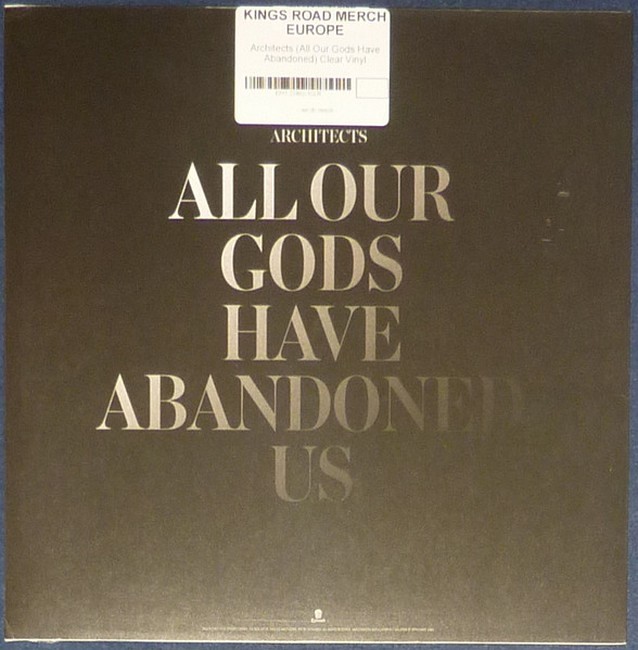 KINGS ROAD MERCH
EUROPE
Architects (All Our Gods Have
Abandoned) Clear Vinyl
ARCHITECTS
ALL OUR
GODS
HAVE
ABANDONED
US